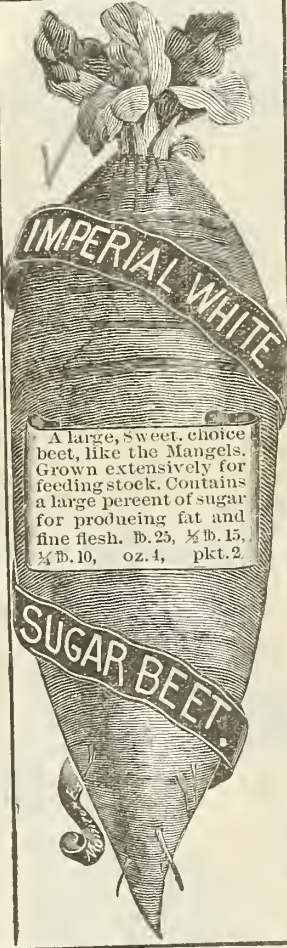 IMPERIAL WHITE
A large, Sweet. choice
beet, like the Mangels.
Grown extensively for
feeding stock. Contains
a large percent of sugar
for producing fat and
fine flesh. lb. 25, ½ lb. 15,
¼ lb. 10, oz. 4, pkt. 2.
SUGAR BEET.